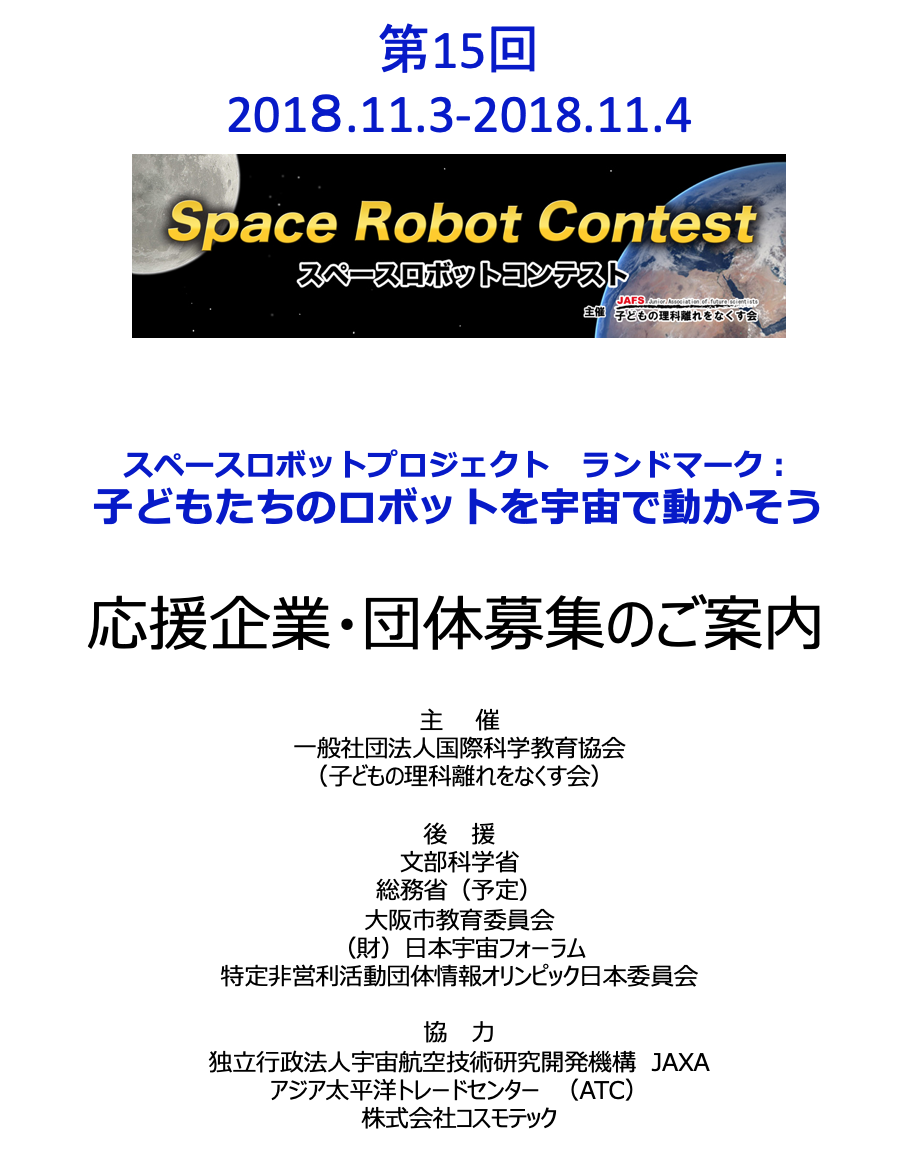 第15回
2018.11.3-2018.11.4
Space Robot Contest
スペースロボットコンテスト
JAFS Junior Association of future scientists
主催 子どもの理科離れをなくす会
スペースロボットプロジェクト ランドマーク:
子どもたちのロボットを宇宙で動かそう
応援企業・団体募集のご案内
主 催
一般社団法人国際科学教育協会
(子どもの理科離れをなくす会)
後 援
文部科学省
総務省(予定)
大阪市教育委員会
(財)日本宇宙フォーラム
特定非営利活動団体情報オリンピック日本委員会
協 力
独立行政法人宇宙航空技術研究開発機構 JAXA
アジア太平洋トレードセンター (ATC)
株式会社コスモテック